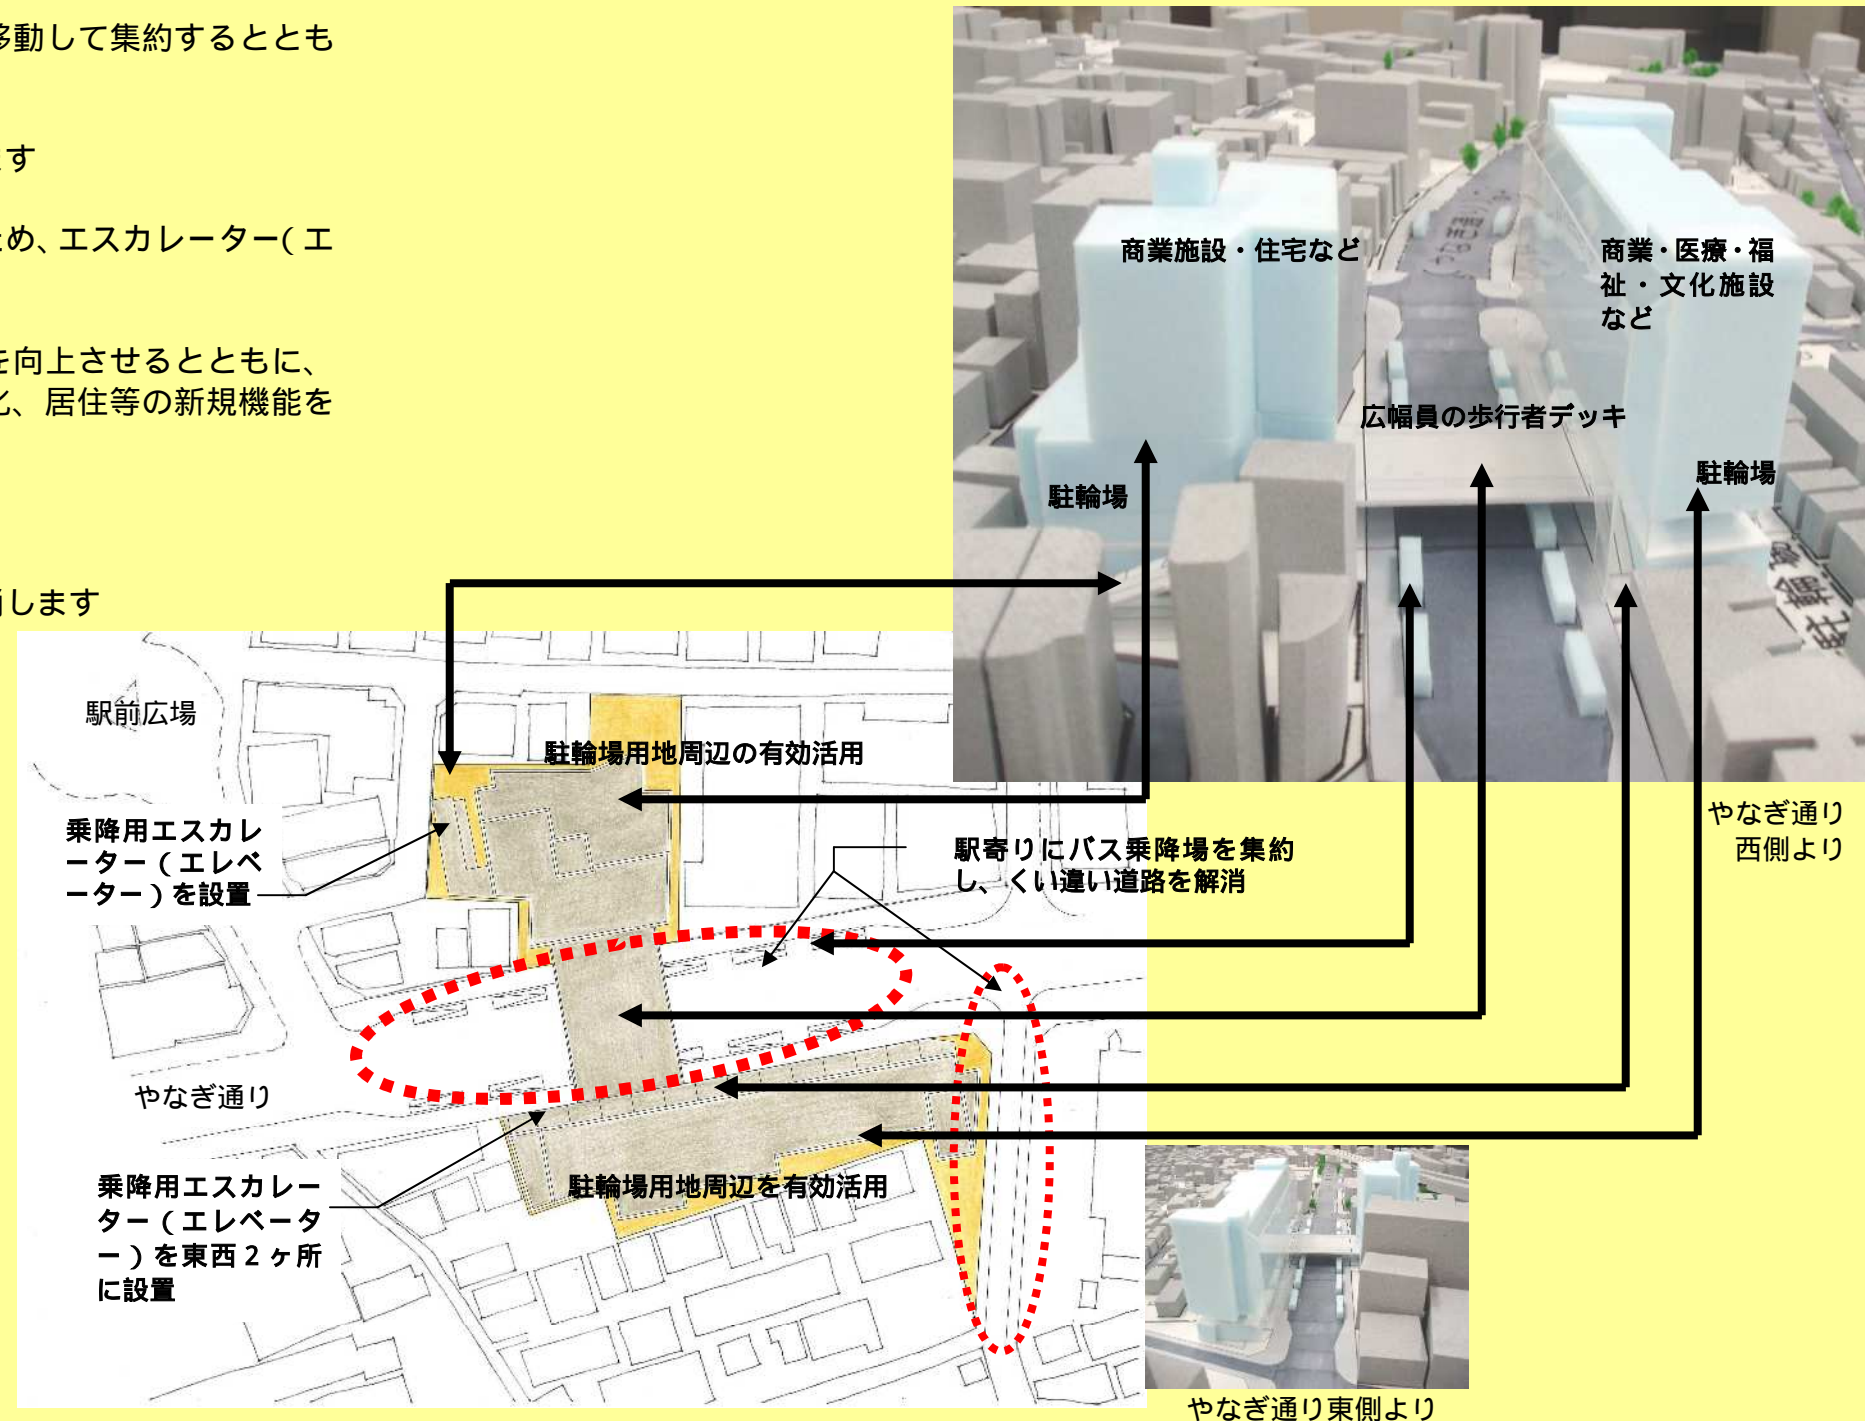 移動して集約するととも
ます
ため、エスカレーター(エ
を向上させるとともに、
化、居住等の新規機能を
消します
商業施設・住宅など
商業・医療・福
祉・文化施設
など
広幅員の歩行者デッキ
駐輪場
駐輪場
駅前広場
駐輪場用地周辺の有効活用
乗降用エスカレ
ーター(エレベ
ーター)を設置
駅寄りにバス乗降場を集約
し、くい違い道路を解消
やなぎ通り
西側より
やなぎ通り
乗降用エスカレー
ター(エレベータ
ー)を東西2ヶ所
に設置
駐輪場用地周辺を有効活用
やなぎ通り東側より